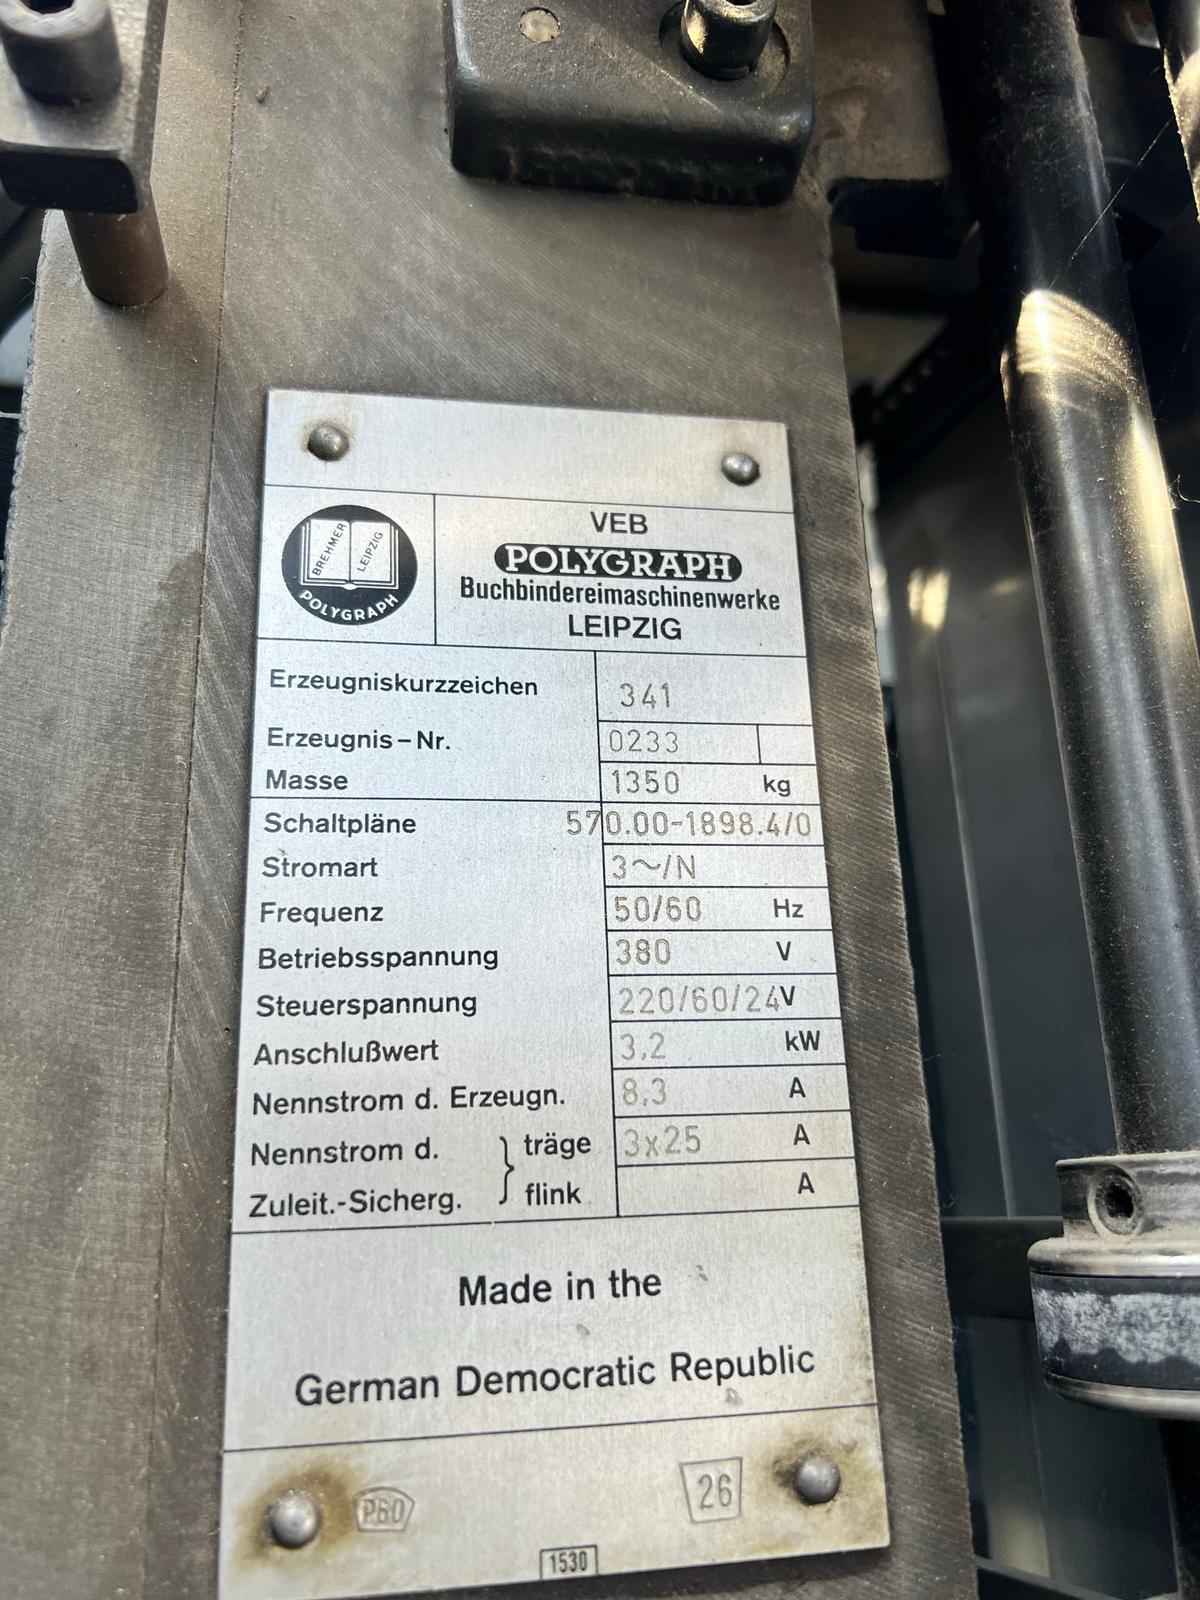 BREHMER LEIPZIG
POLYGRAPH
VEB
POLYGRAPH
Buchbindereimaschinenwerke
LEIPZIG
Erzeugniskurzzeichen 341
Erzeugnis-Nr. 0233
Masse 1350 kg
Schaltpläne 570.00-1898.4/0
Stromart 3~/N
Frequenz 50/60 Hz
Betriebsspannung 380 V
Steuerspannung 220/60/24 V
Anschlußwert 3,2 kW
Nennstrom d. Erzeugn. 8,3 A
Nennstrom d. } träge 3x25 A
Zuleit.-Sicherg. flink A
Made in the
German Democratic Republic
26
1530